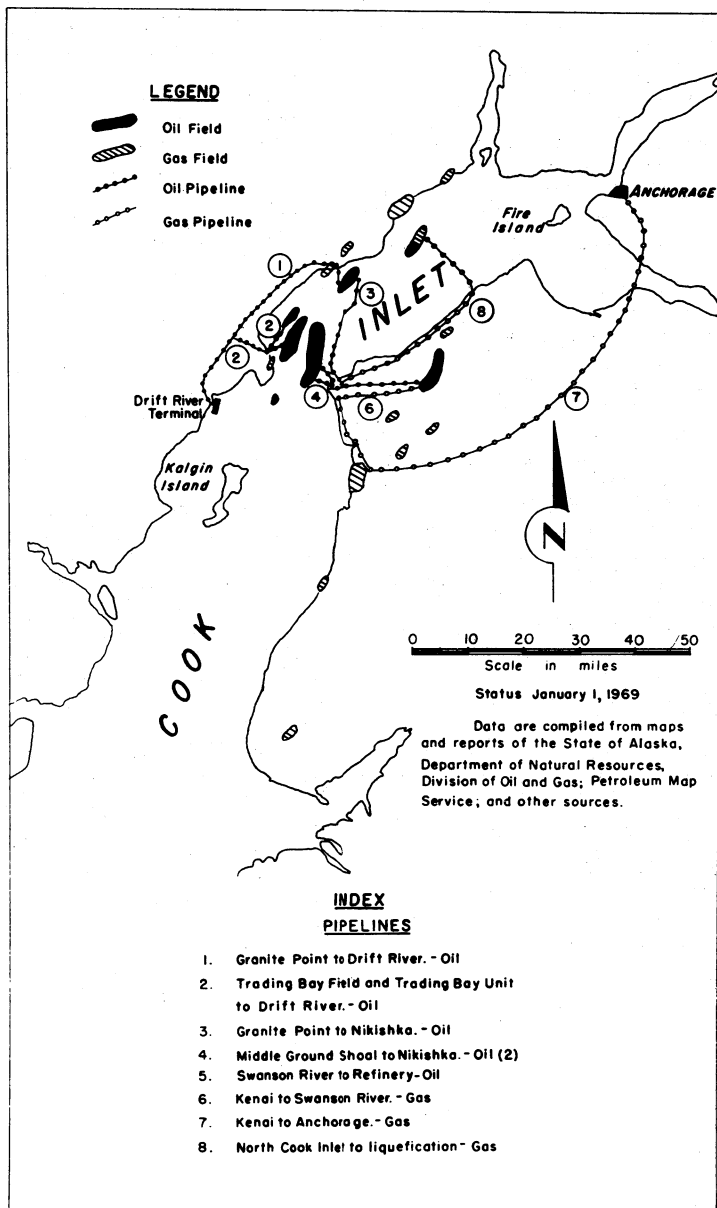 LEGEND
Oil Field
Gas Field
Oil Pipeline
Gas Pipeline
ANCHORAGE
Fire
Island
1
3
INLET
8
2
2
4
6
7
Drift River
Terminal
Kalgin
Island
N
COOK
0 10 20 30 40 50
Scale in miles
Status January 1, 1969
Data are compiled from maps
and reports of the State of Alaska,
Department of Natural Resources,
Division of Oil and Gas; Petroleum Map
Service; and other sources.
INDEX
PIPELINES
1. Granite Point to Drift River. - Oil
2. Trading Bay Field and Trading Bay Unit
to Drift River. - Oil
3. Granite Point to Nikishka. - Oil
4. Middle Ground Shoal to Nikishka. - Oil (2)
5. Swanson River to Refinery - Oil
6. Kenai to Swanson River. - Gas
7. Kenai to Anchorage. - Gas
8. North Cook Inlet to liquefication - Gas